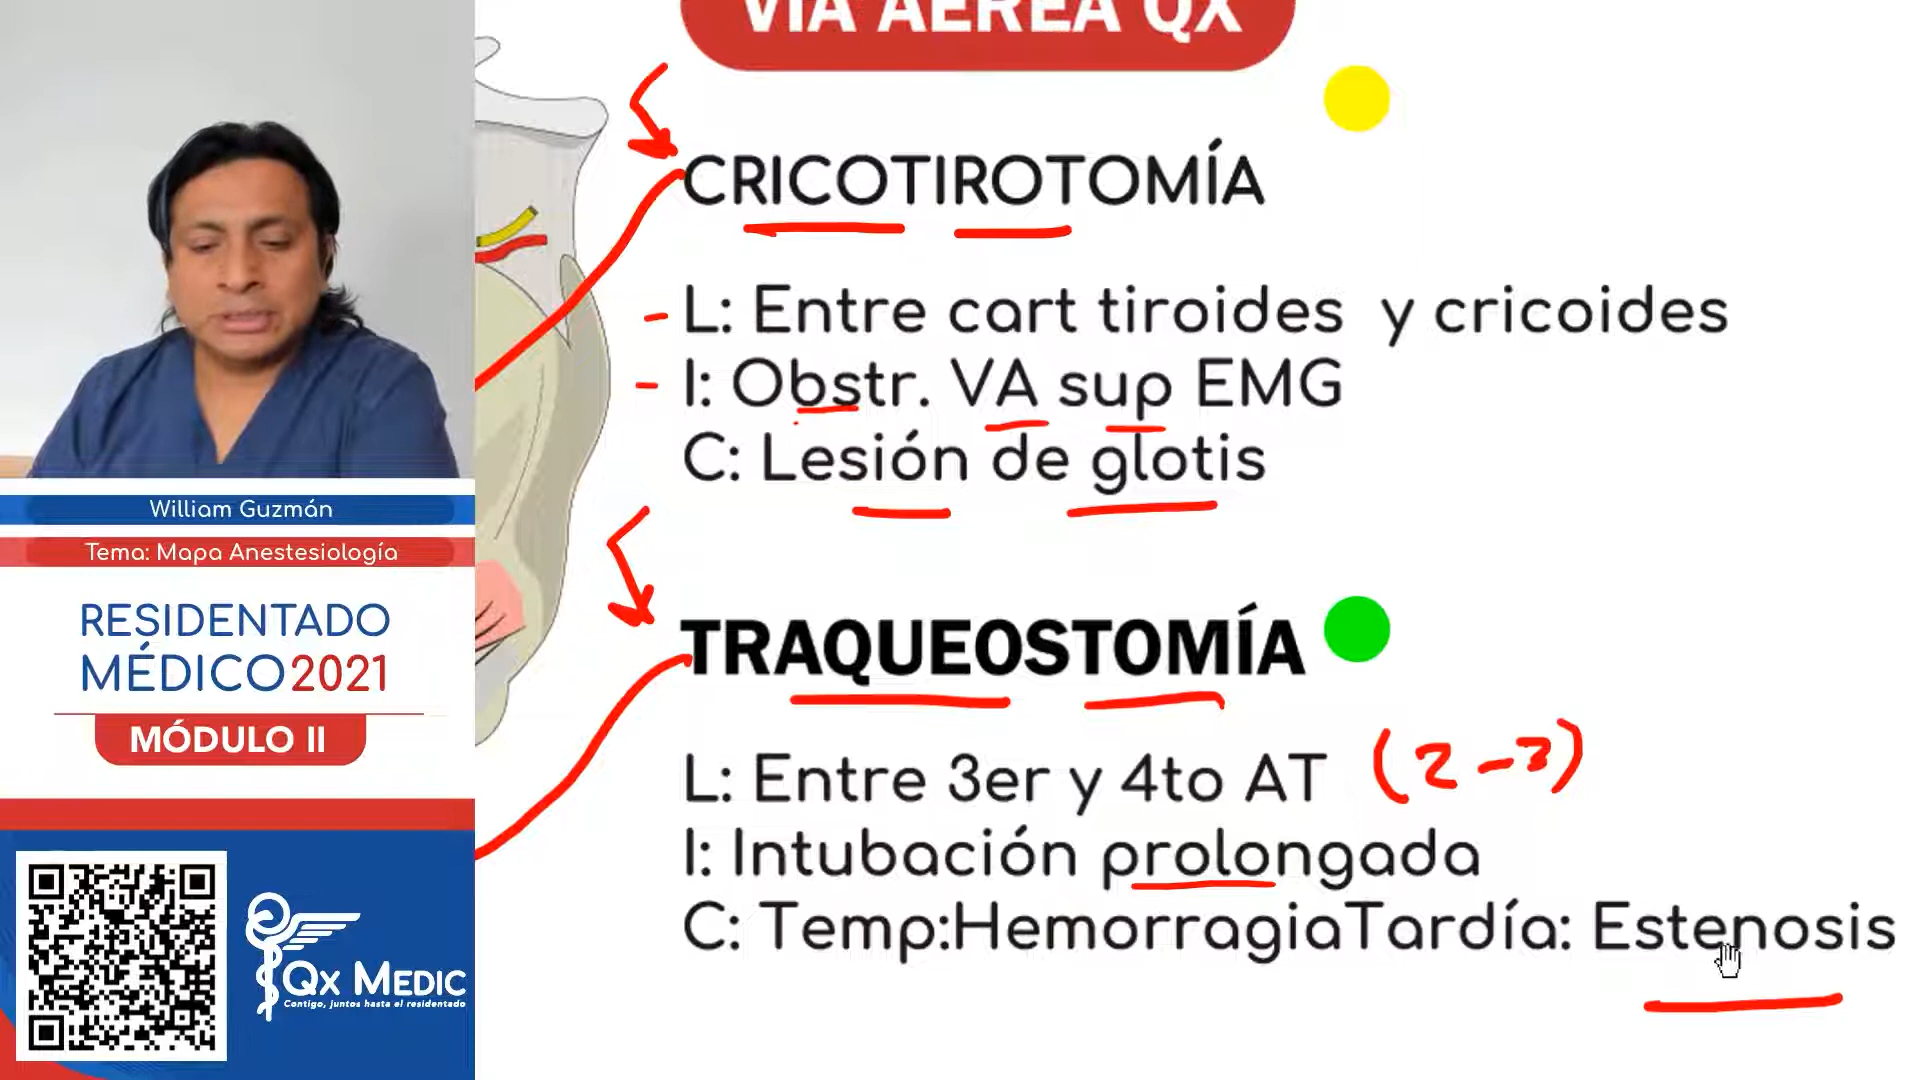 VÍA AÉREA QX
CRICOTIROTOMÍA
L: Entre cart tiroides y cricoides
I: Obstr. VA sup EMG
C: Lesión de glotis
TRAQUEOSTOMÍA
L: Entre 3er y 4to AT (2-3)
I: Intubación prolongada
C: Temp:HemorragiaTardía: Estenosis
William Guzmán
Tema: Mapa Anestesiología
RESIDENTADO
MÉDICO 2021
MÓDULO II
Qx MEDIC
Contigo, juntos hasta el residentado